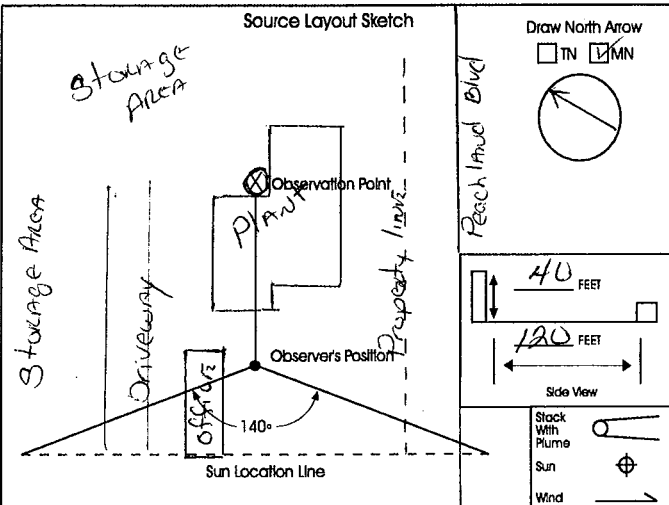 Source Layout Sketch
Storage
Area
Storage Area
Driveway
Plant
Office
Observation Point
Observer's Position
140°
Sun Location Line
Property line
Peachland Blvd
Draw North Arrow
TN
MN
40 FEET
120 FEET
Side View
Stack
With
Plume
Sun
Wind